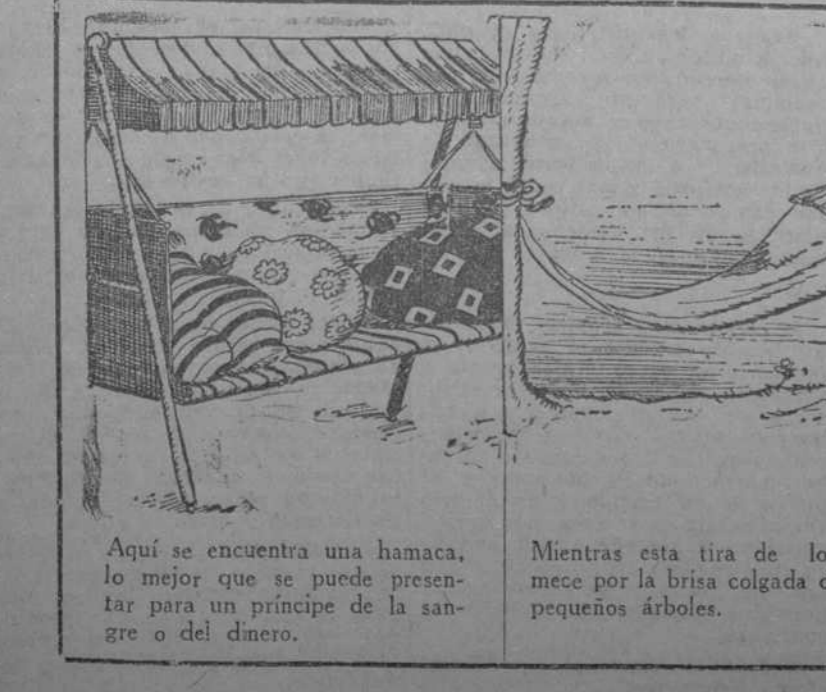 Aquí se encuentra una hamaca,
lo mejor que se puede presen-
tar para un príncipe de la san-
gre o del dinero.
Mientras esta tira de
mece por la brisa colgada
pequeños árboles.